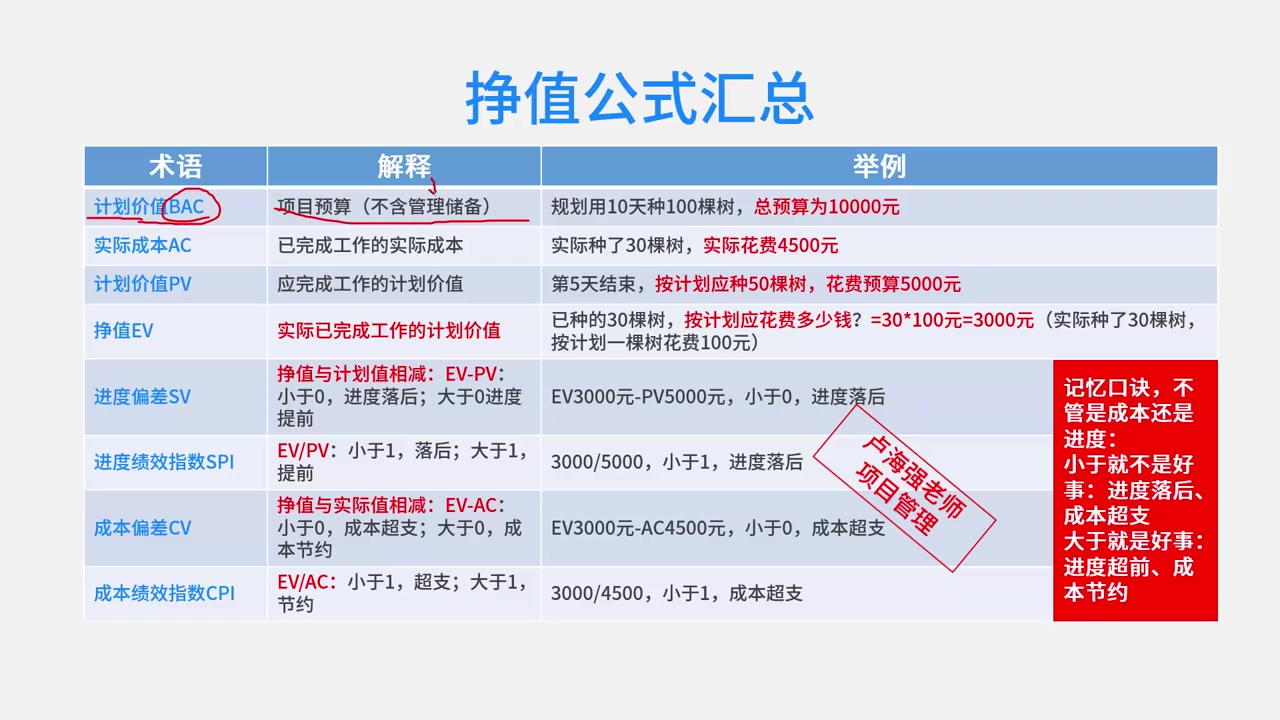 挣值公式汇总
术语 解释 举例
计划价值BAC 项目预算（不含管理储备） 规划用10天种100棵树，总预算为10000元
实际成本AC 已完成工作的实际成本 实际种了30棵树，实际花费4500元
计划价值PV 应完成工作的计划价值 第5天结束，按计划应种50棵树，花费预算5000元
挣值EV 实际已完成工作的计划价值 已种的30棵树，按计划应花费多少钱？=30*100元=3000元（实际种了30棵树，
按计划一棵树花费100元）
进度偏差SV 挣值与计划值相减：EV-PV：
小于0，进度落后；大于0进度
提前
EV3000元-PV5000元，小于0，进度落后
进度绩效指数SPI EV/PV：小于1，落后；大于1，
提前
3000/5000，小于1，进度落后
成本偏差CV 挣值与实际值相减：EV-AC：
小于0，成本超支；大于0，成
本节约
EV3000元-AC4500元，小于0，成本超支
成本绩效指数CPI EV/AC：小于1，超支；大于1，
节约
3000/4500，小于1，成本超支
记忆口诀，不
管是成本还是
进度：
小于就不是好
事：进度落后、
成本超支
大于就是好事：
进度超前、成
本节约
卢海强老师
项目管理